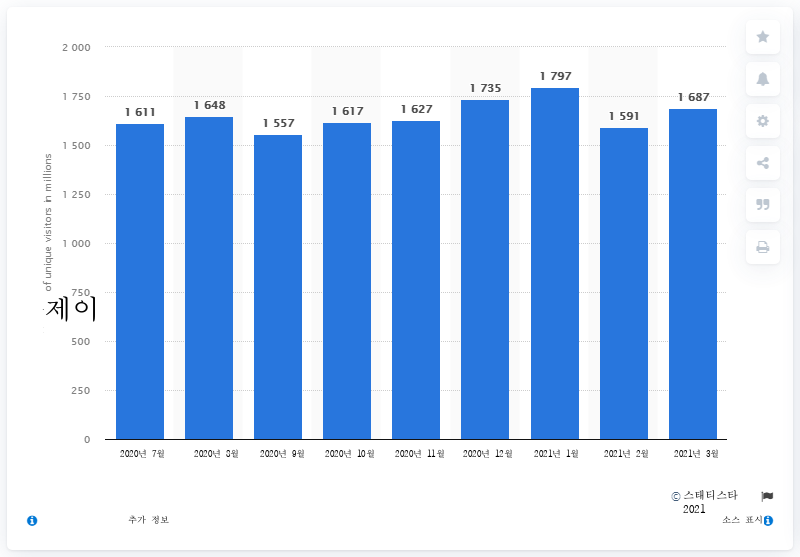 2 000
1 750
1 500
1 250
1 000
750
500
250
0
of unique visitors in millions
제이
1 611
1 648
1 557
1 617
1 627
1 735
1 797
1 591
1 687
2020년 7월
2020년 8월
2020년 9월
2020년 10월
2020년 11월
2020년 12월
2021년 1월
2021년 2월
2021년 3월
© 스태티스타
2021
추가 정보
소스 표시